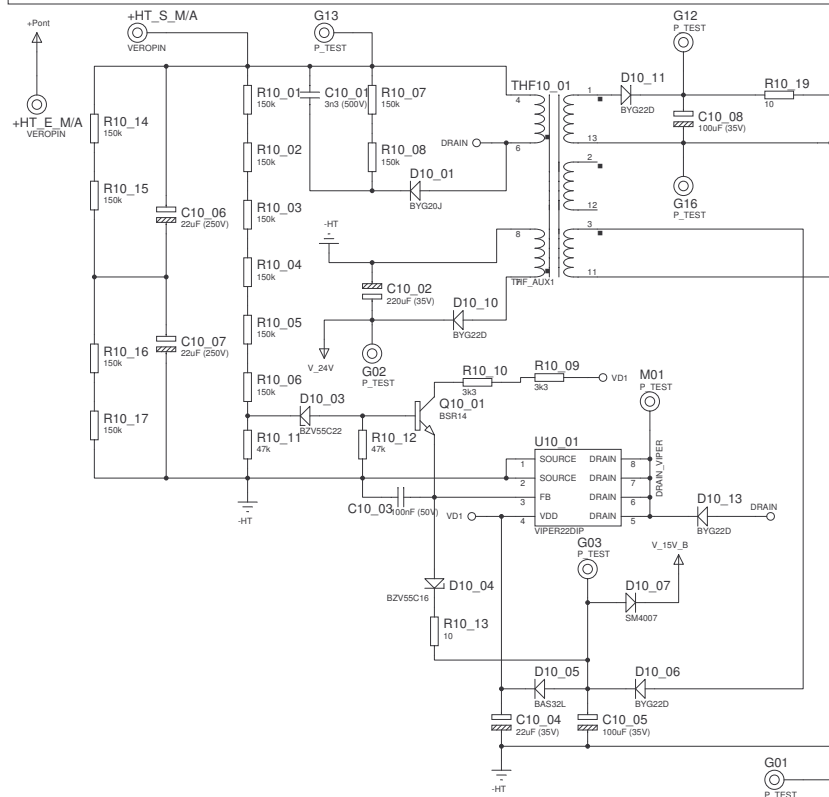 +Pont
+HT_S_M/A
VEROPIN
G13
P_TEST
G12
P_TEST
+HT_E_M/A
VEROPIN
R10_14
150k
R10_01
150k
C10_01
3n3 (500V)
R10_07
150k
THF10_01
4
1
D10_11
BYG22D
R10_19
10
C10_08
100uF (35V)
R10_02
150k
R10_08
150k
DRAIN
6
13
R10_15
150k
D10_01
BYG20J
2
12
G16
P_TEST
C10_06
22uF (250V)
R10_03
150k
-HT
8
3
R10_04
150k
C10_02
220uF (35V)
D10_10
BYG22D
7
THF_AUX1
11
C10_07
22uF (250V)
R10_05
150k
V_24V
G02
P_TEST
R10_16
150k
R10_06
150k
R10_10
3k3
R10_09
3k3
VD1
M01
P_TEST
D10_03
BZV55C22
Q10_01
BSR14
R10_17
150k
R10_11
47k
R10_12
47k
U10_01
1
SOURCE
DRAIN
8
2
SOURCE
DRAIN
7
3
FB
DRAIN
6
4
VDD
DRAIN
5
VIPER22DIP
DRAIN_VIPER
-HT
C10_03
100nF (50V)
VD1
D10_13
BYG22D
DRAIN
G03
P_TEST
V_15V_B
D10_04
BZV55C16
D10_07
SM4007
R10_13
10
D10_05
BAS32L
D10_06
BYG22D
C10_04
22uF (35V)
C10_05
100uF (35V)
-HT
G01
P_TEST